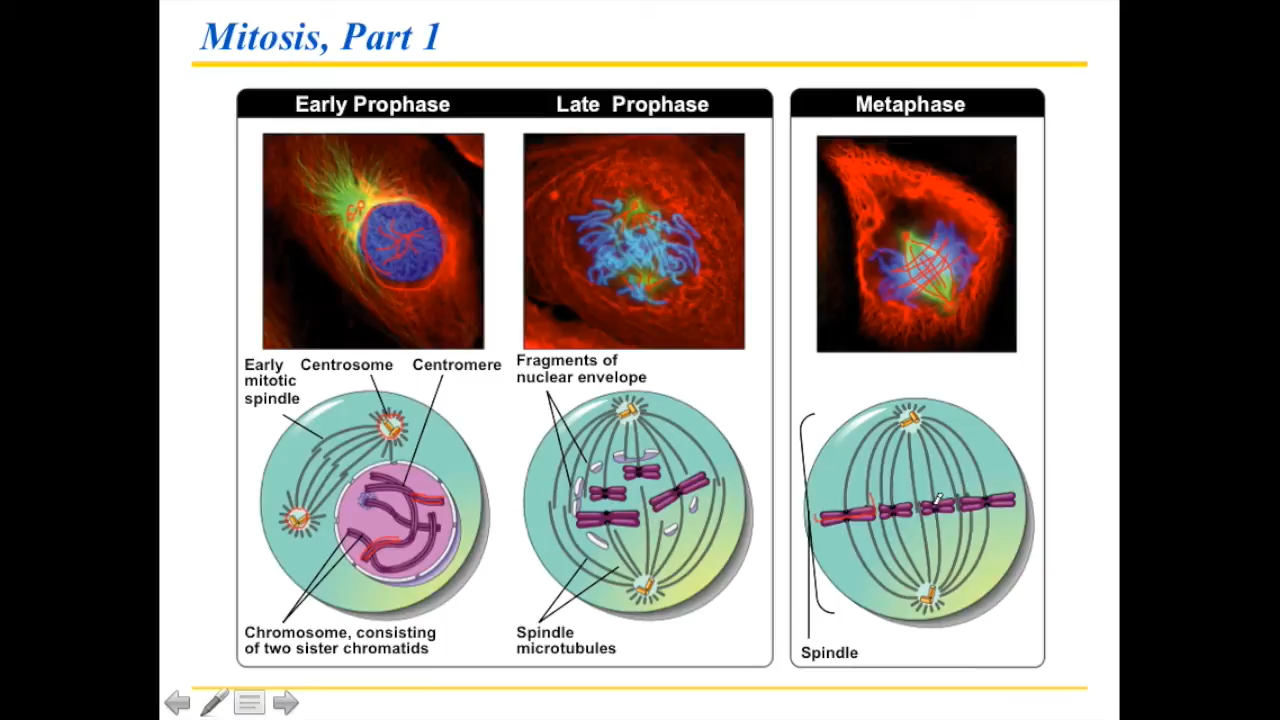 Mitosis, Part 1
Early Prophase
Late Prophase
Metaphase
Early
mitotic
spindle
Centrosome
Centromere
Fragments of
nuclear envelope
Chromosome, consisting
of two sister chromatids
Spindle
microtubules
Spindle